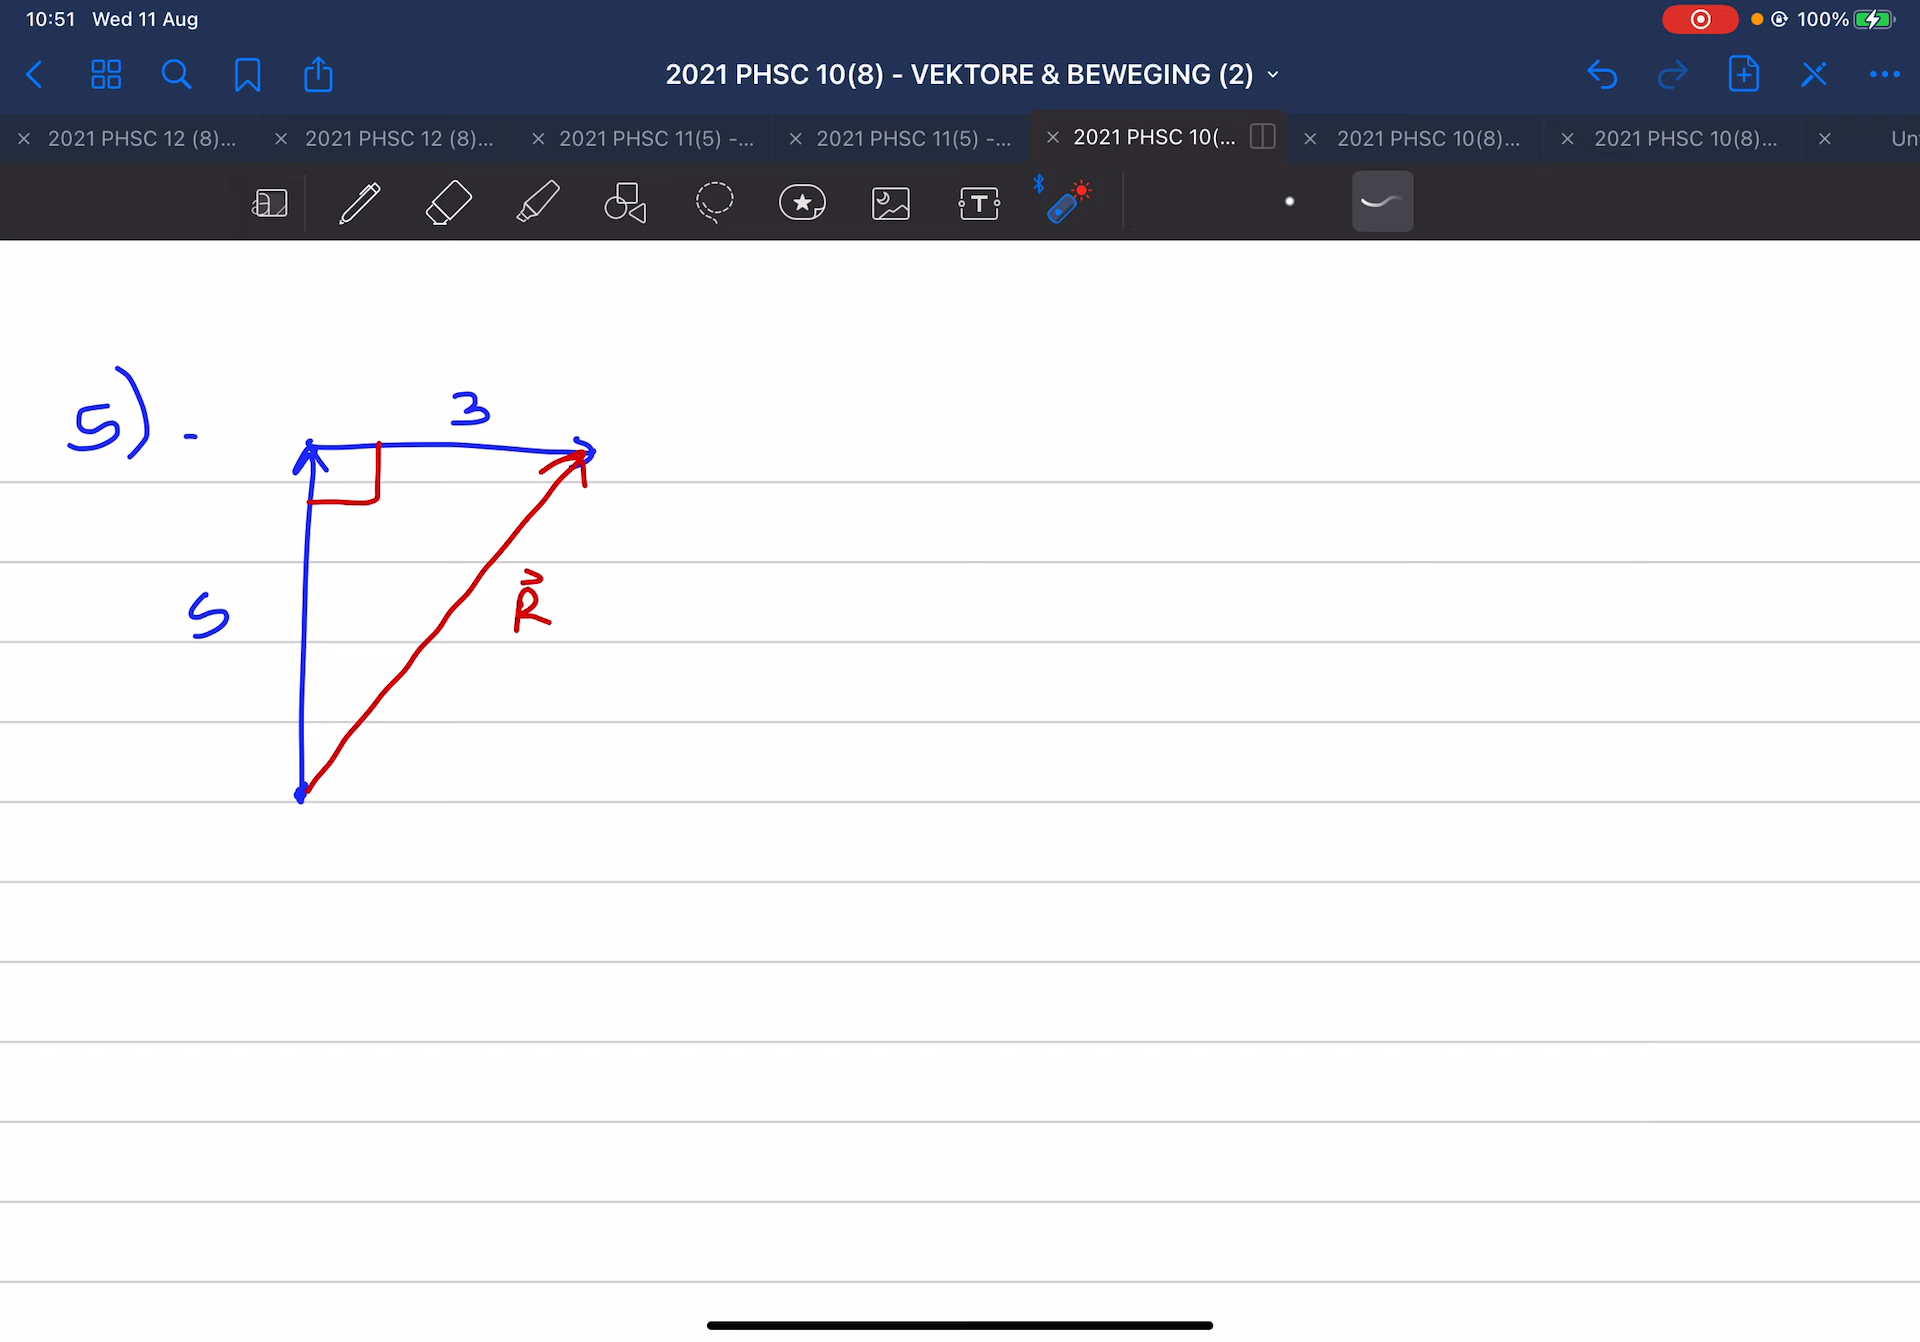 10:51 Wed 11 Aug 100%
2021 PHSC 10(8) - VEKTORE & BEWEGING (2)
2021 PHSC 12 (8)... 2021 PHSC 12 (8)... 2021 PHSC 11(5) -... 2021 PHSC 11(5) -... 2021 PHSC 10(... 2021 PHSC 10(8)... 2021 PHSC 10(8)... Un
T
3
5) -
5
R⃗